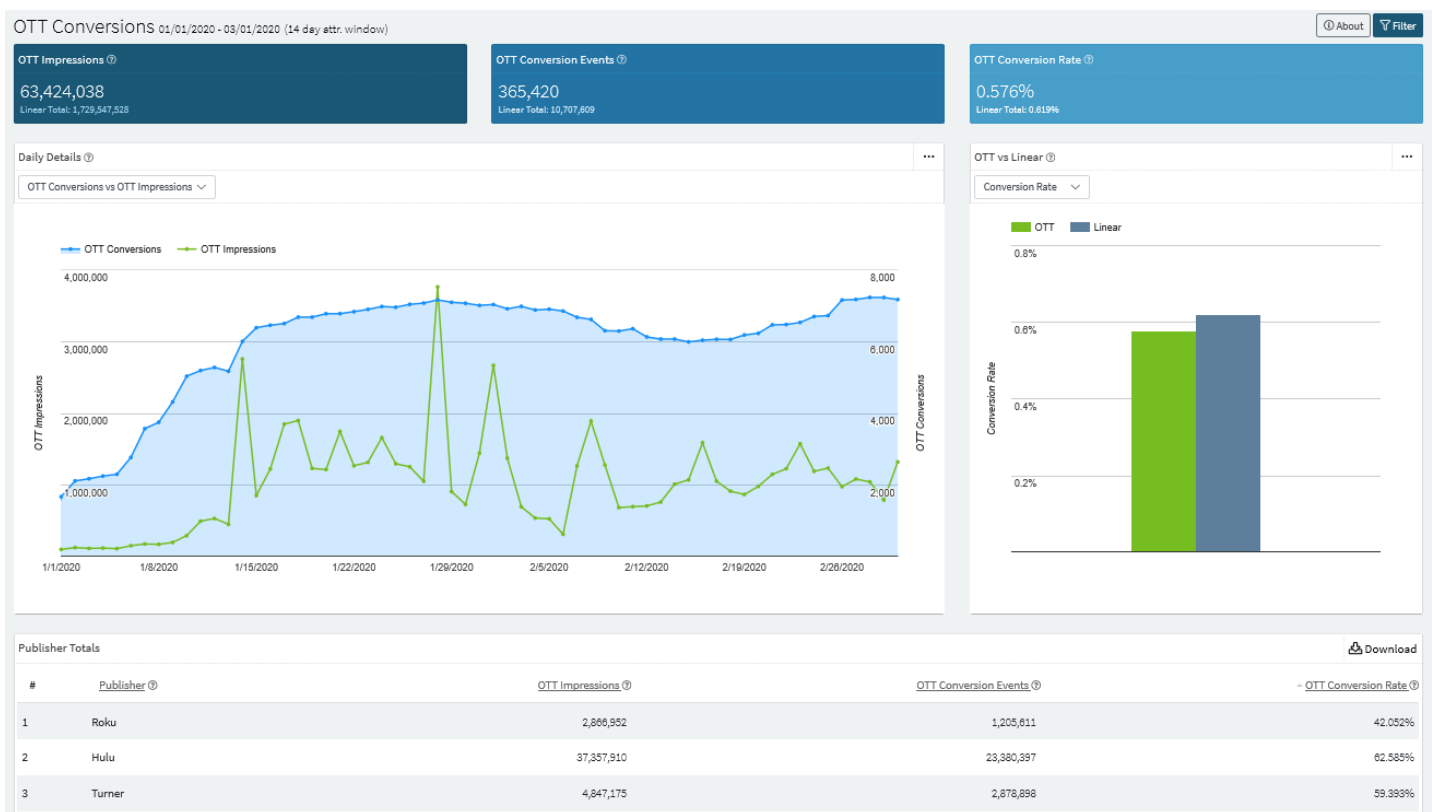 OTT Conversions 01/01/2020 - 03/01/2020 (14 day attr. window)
About
Filter
OTT Impressions
63,424,038
Linear Total: 1,729,547,528
OTT Conversion Events
365,420
Linear Total: 10,707,609
OTT Conversion Rate
0.576%
Linear Total: 0.619%
Daily Details
OTT Conversions vs OTT Impressions
OTT Conversions OTT Impressions
4,000,000 8,000
3,000,000 6,000
2,000,000 4,000
1,000,000 2,000
OTT Impressions
OTT Conversions
1/1/2020 1/8/2020 1/15/2020 1/22/2020 1/29/2020 2/5/2020 2/12/2020 2/19/2020 2/26/2020
OTT vs Linear
Conversion Rate
OTT Linear
0.8%
0.6%
0.4%
0.2%
Conversion Rate
Publisher Totals
Download
# Publisher OTT Impressions OTT Conversion Events OTT Conversion Rate
1 Roku 2,866,952 1,205,611 42.052%
2 Hulu 37,357,910 23,380,397 62.585%
3 Turner 4,847,175 2,878,898 59.393%